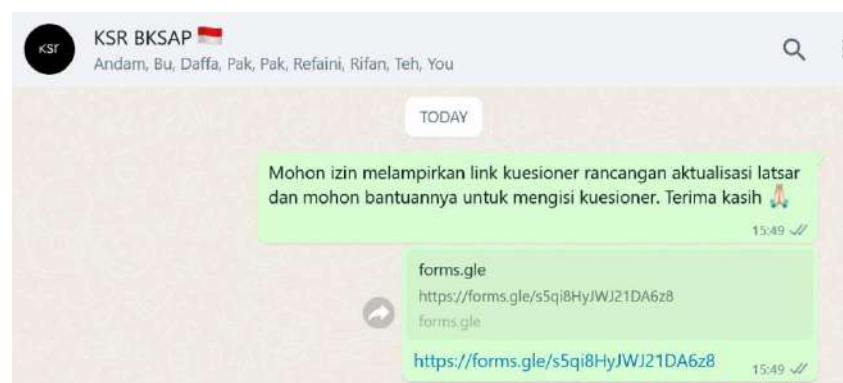 KSr
KSR BKSAP 🇮🇩
Andam, Bu, Daffa, Pak, Pak, Refaini, Rifan, Teh, You
TODAY
Mohon izin melampirkan link kuesioner rancangan aktualisasi latsar
dan mohon bantuannya untuk mengisi kuesioner. Terima kasih 🙏
15:49
forms.gle
https://forms.gle/s5qi8HyJWJ21DA6z8
forms.gle
https://forms.gle/s5qi8HyJWJ21DA6z8
15:49